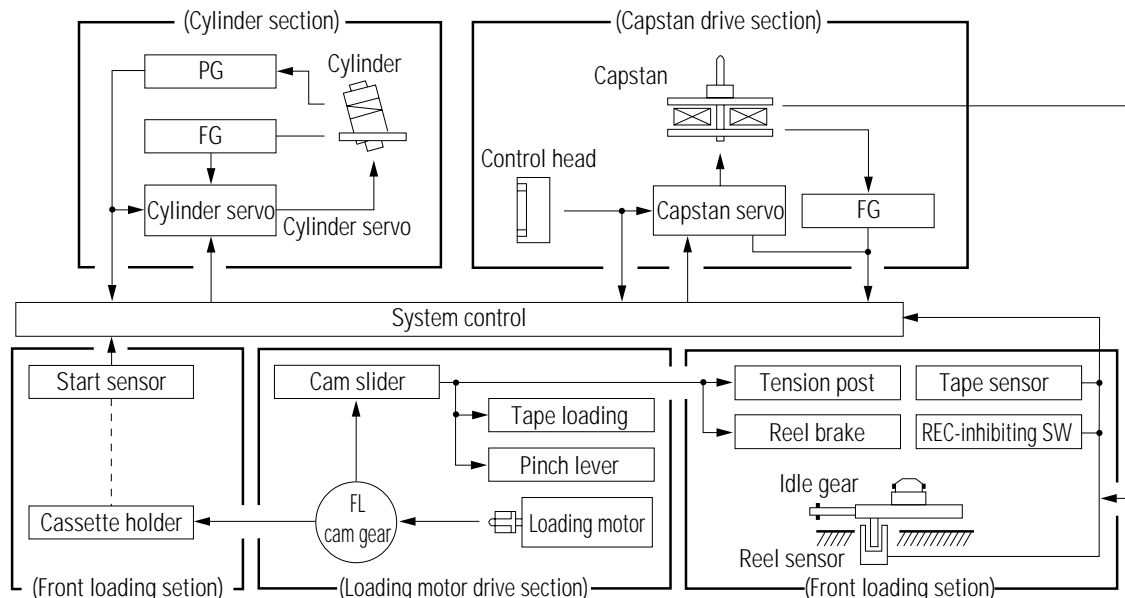 (Cylinder section)
PG
Cylinder
FG
Cylinder servo
Cylinder servo
(Capstan drive section)
Capstan
Control head
Capstan servo
FG
System control
Start sensor
Cassette holder
(Front loading setion)
Cam slider
Tape loading
Pinch lever
FL
cam gear
Loading motor
(Loading motor drive section)
Tension post
Tape sensor
Reel brake
REC-inhibiting SW
Idle gear
Reel sensor
(Front loading setion)